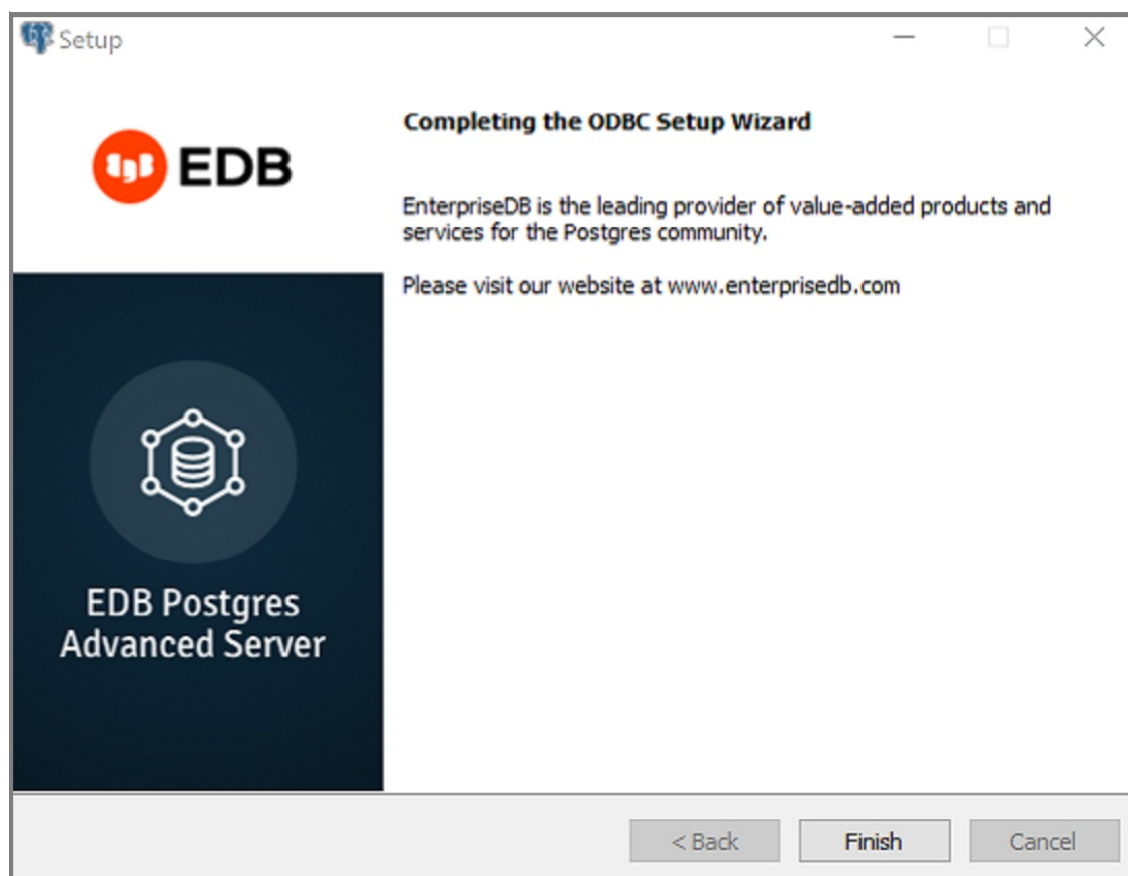 Setup
EDB
Completing the ODBC Setup Wizard
EnterpriseDB is the leading provider of value-added products and
services for the Postgres community.
Please visit our website at www.enterprisedb.com
EDB Postgres
Advanced Server
< Back
Finish
Cancel